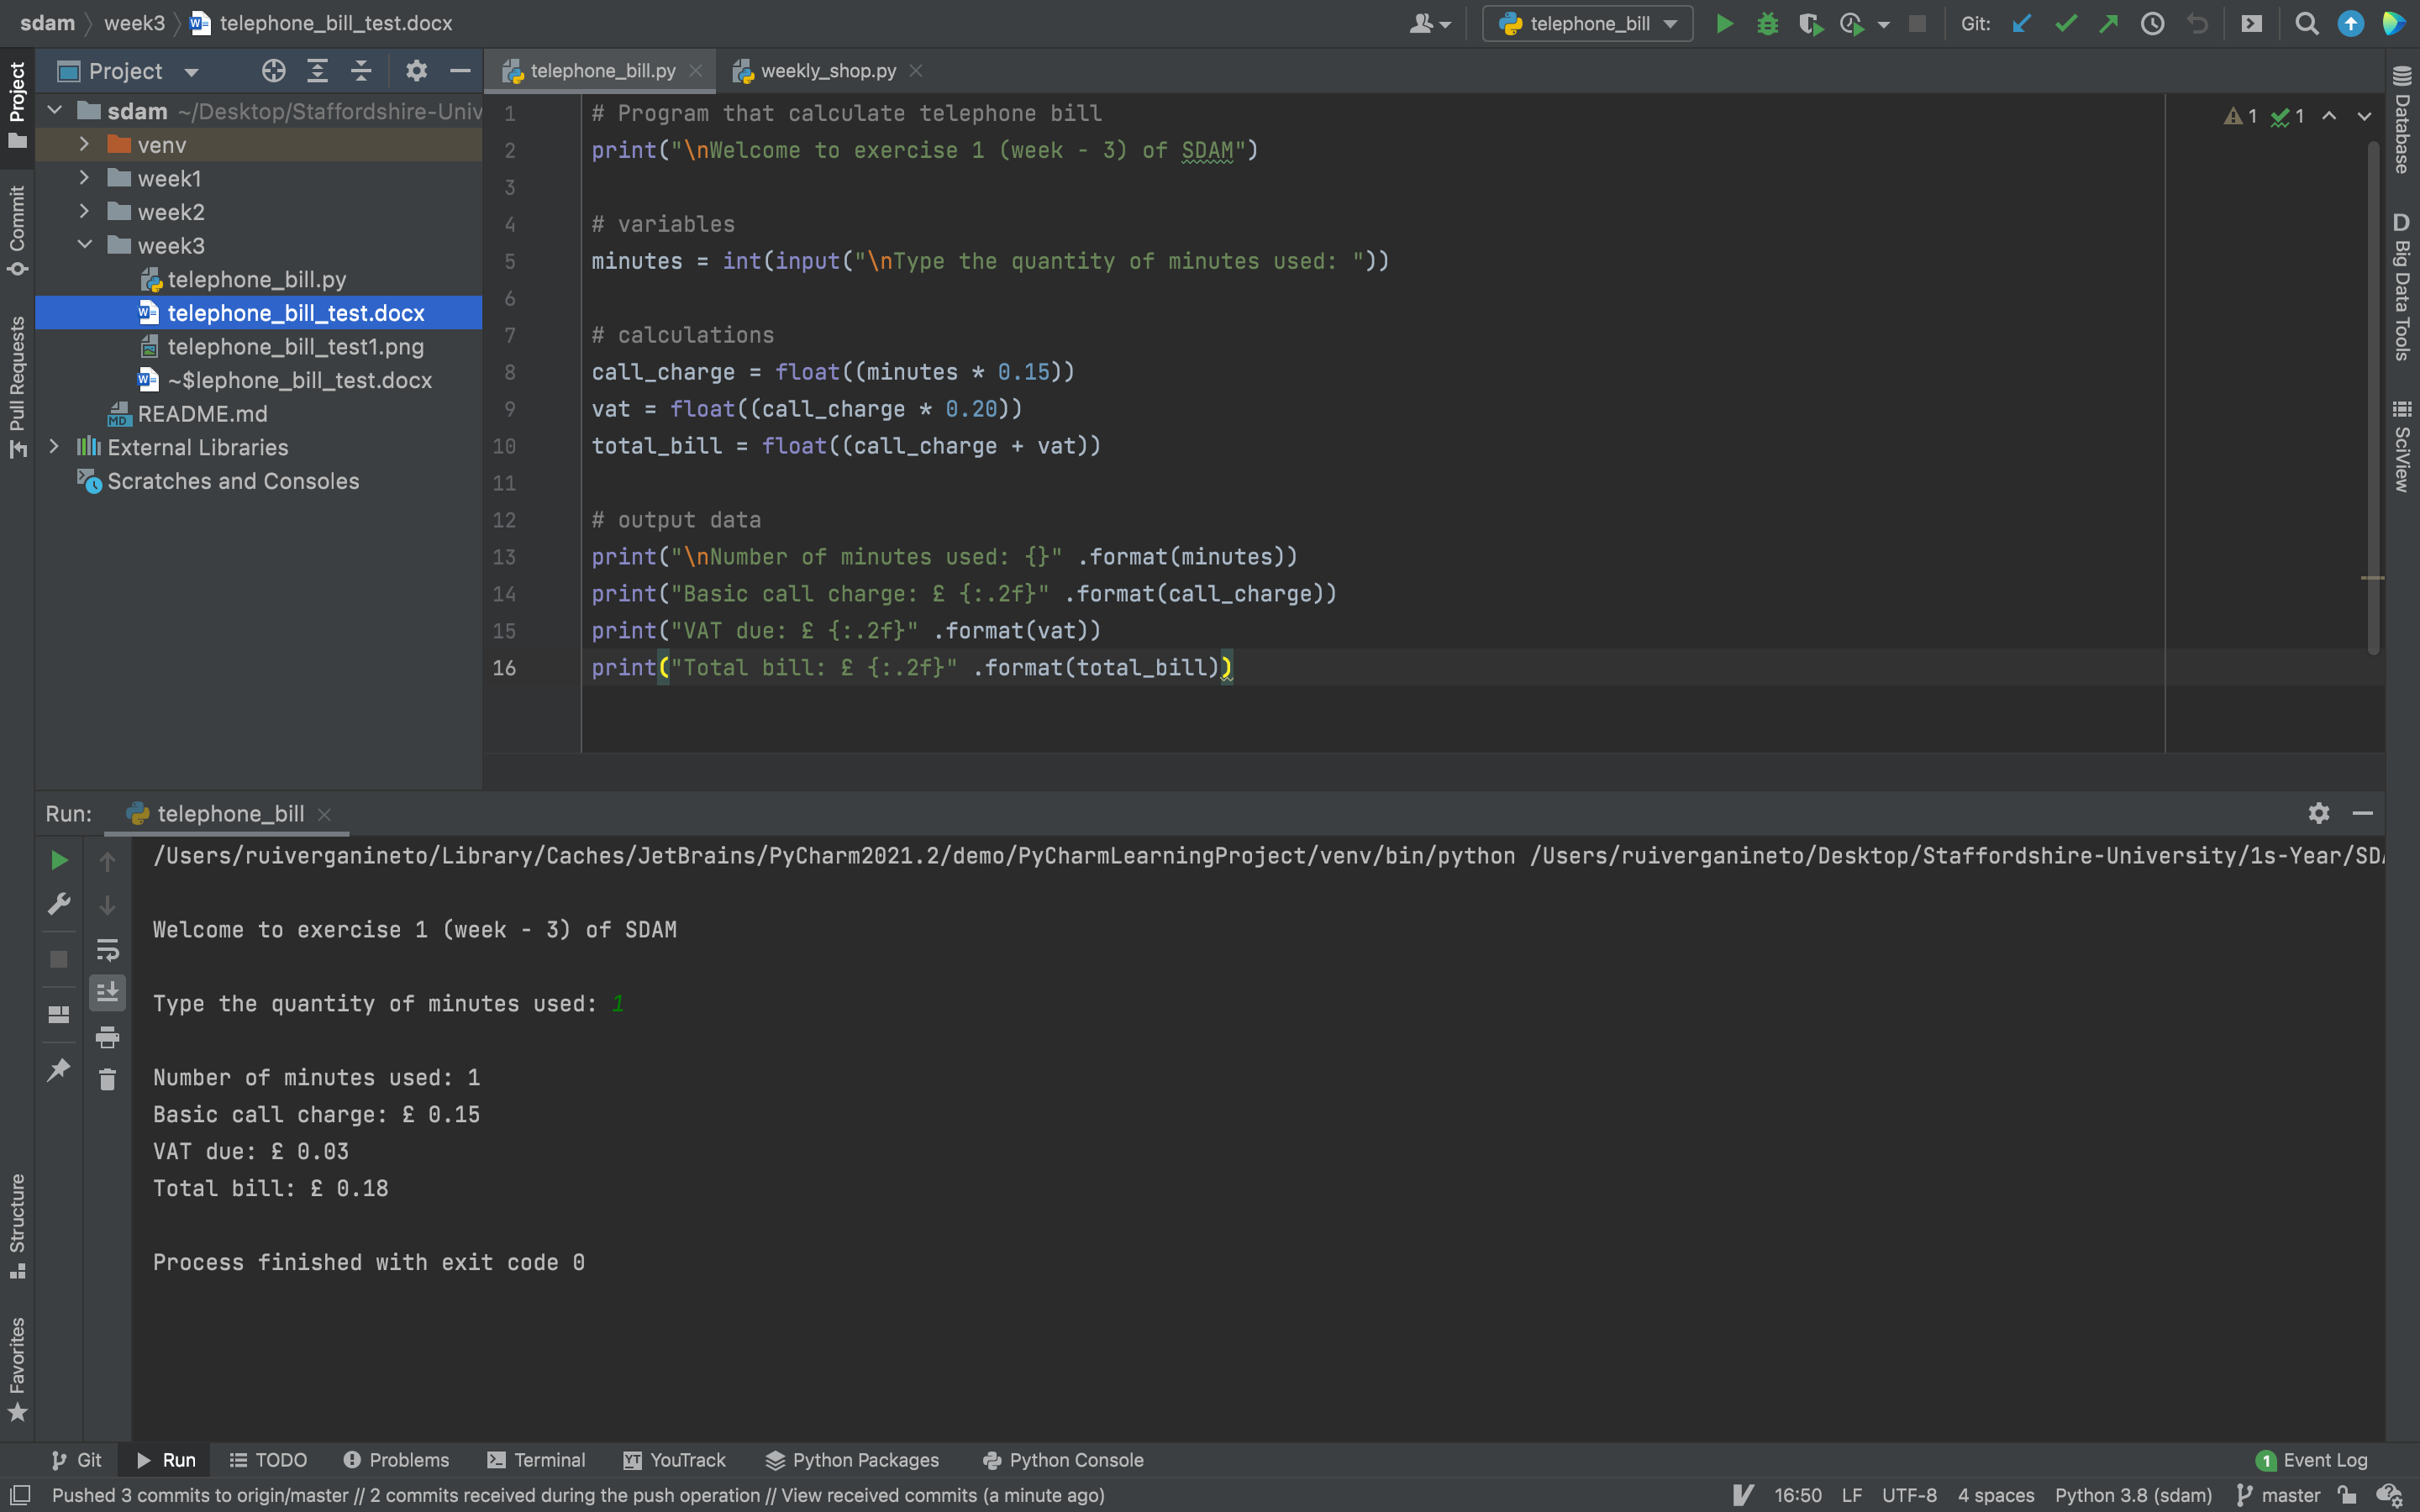 sdam week3 telephone_bill_test.docx telephone_bill Git:
Project
telephone_bill.py weekly_shop.py
sdam ~/Desktop/Staffordshire-Univ
venv
week1
week2
week3
telephone_bill.py
telephone_bill_test.docx
telephone_bill_test1.png
~$lephone_bill_test.docx
README.md
External Libraries
Scratches and Consoles
Project
Commit
Pull Requests
Structure
Favorites
1 # Program that calculate telephone bill
2 print("\nWelcome to exercise 1 (week - 3) of SDAM")
3
4 # variables
5 minutes = int(input("\nType the quantity of minutes used: "))
6
7 # calculations
8 call_charge = float((minutes * 0.15))
9 vat = float((call_charge * 0.20))
10 total_bill = float((call_charge + vat))
11
12 # output data
13 print("\nNumber of minutes used: {}" .format(minutes))
14 print("Basic call charge: £ {:.2f}" .format(call_charge))
15 print("VAT due: £ {:.2f}" .format(vat))
16 print("Total bill: £ {:.2f}" .format(total_bill))
1 1
Database
D Big Data Tools
SciView
Run: telephone_bill
/Users/ruiverganineto/Library/Caches/JetBrains/PyCharm2021.2/demo/PyCharmLearningProject/venv/bin/python /Users/ruiverganineto/Desktop/Staffordshire-University/1s-Year/SDA
Welcome to exercise 1 (week - 3) of SDAM
Type the quantity of minutes used: 1
Number of minutes used: 1
Basic call charge: £ 0.15
VAT due: £ 0.03
Total bill: £ 0.18
Process finished with exit code 0
Git Run TODO Problems Terminal YT YouTrack Python Packages Python Console 1 Event Log
Pushed 3 commits to origin/master // 2 commits received during the push operation // View received commits (a minute ago) 16:50 LF UTF-8 4 spaces Python 3.8 (sdam) master